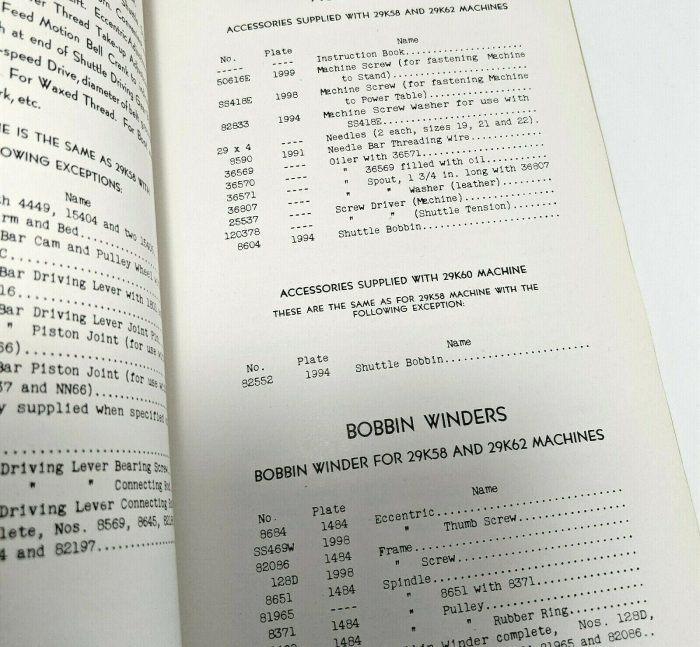 er Thread Take-up
Feed Motion Bell Crank
at end of Shuttle Driving
-speed Drive, diameter of belt
. For Waxed Thread. For
rk, etc.
NE IS THE SAME AS 29K58 WITH
LLOWING EXCEPTIONS:
Name
h 4449, 15404 and two
rm and Bed..........
Bar Cam and Pulley Wheel
C..........
Bar Driving Lever with
16..........
Bar Driving Lever Joint
" Piston Joint (for use
66)..........
Bar Piston Joint (for use
37 and NN66)..........
y supplied when specified
Driving Lever Bearing Screw
" " Connecting Rod
Driving Lever Connecting
plete, Nos. 8569, 8645,
4 and 82197..........
ACCESSORIES SUPPLIED WITH 29K58 AND 29K62 MACHINES
No. Plate Name
----- ---- Instruction Book..........
50616E 1999 Machine Screw (for fastening Machine
to Stand)..........
SS418E 1998 Machine Screw (for fastening Machine
to Power Table)..........
82833 1994 Machine Screw Washer for use with
SS418E..........
29 x 4 ---- Needles (2 each, sizes 19, 21 and 22).
8590 1991 Needle Bar Threading Wire..........
36569 ---- Oiler with 36571..........
36570 ---- " 36569 filled with oil..........
36571 ---- " Spout, 1 3/4 in. long with 36807
36807 ---- " " Washer (leather)..........
25537 ---- Screw Driver (Machine)..........
120378 ---- " " (Shuttle Tension)..........
8604 1994 Shuttle Bobbin..........
ACCESSORIES SUPPLIED WITH 29K60 MACHINE
THESE ARE THE SAME AS FOR 29K58 MACHINE WITH THE
FOLLOWING EXCEPTION:
No. Plate Name
82552 1994 Shuttle Bobbin..........
BOBBIN WINDERS
BOBBIN WINDER FOR 29K58 AND 29K62 MACHINES
No. Plate Name
8684 1484 Eccentric..........
SS469W 1998 " Thumb Screw..........
82086 1484 Frame..........
128D 1998 " Screw..........
8651 1484 Spindle..........
81965 ---- " 8651 with 8371..........
8371 1484 " Pulley..........
1484 " Rubber Ring..........
Winder complete, Nos. 128D,
81965 and 82086..